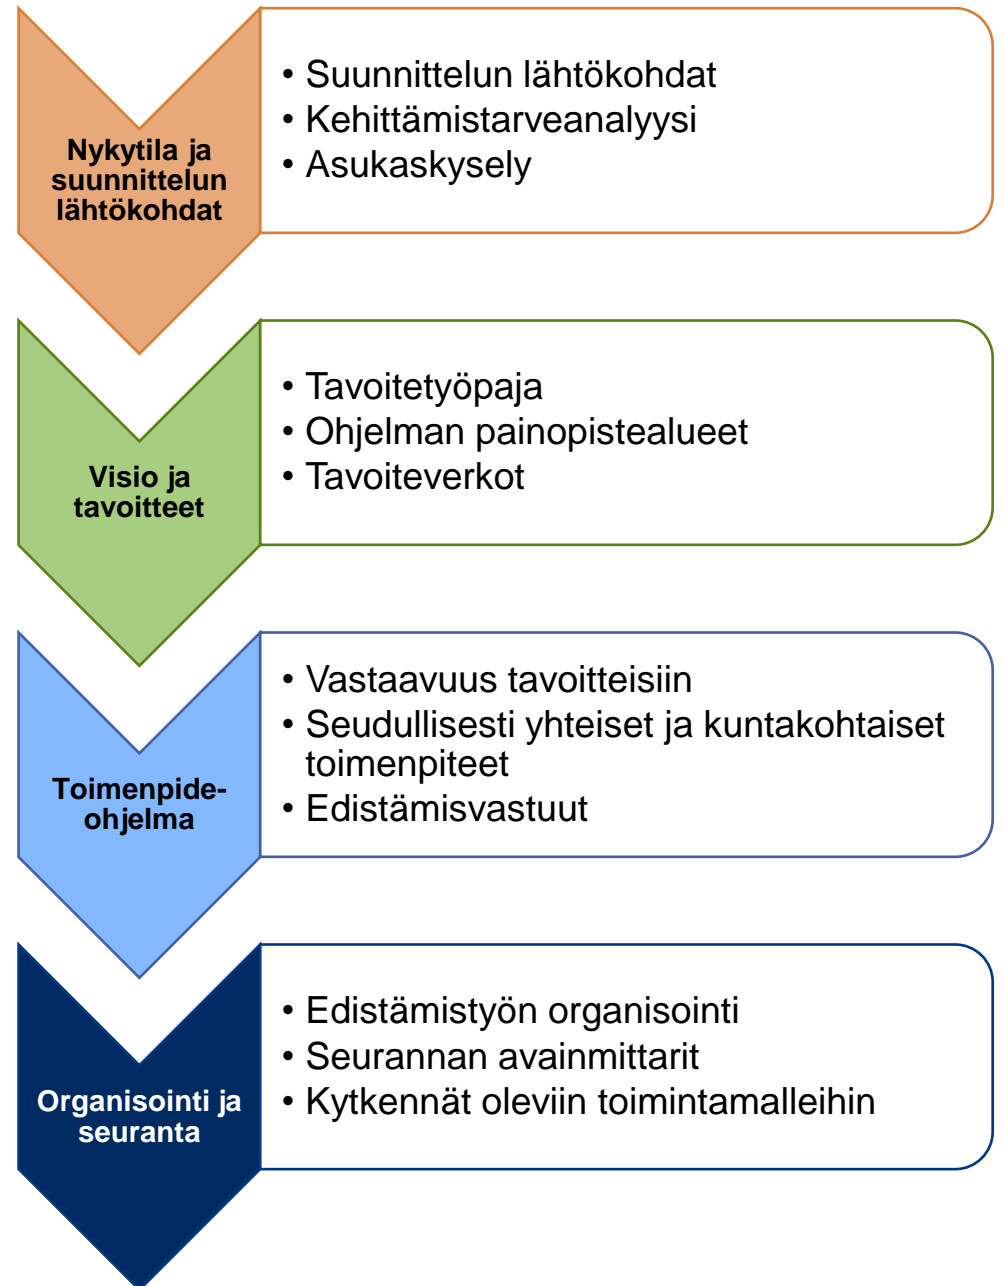 Nykytila ja
suunnittelun
lähtökohdat
• Suunnittelun lähtökohdat
• Kehittämistarveanalyysi
• Asukaskysely
Visio ja
tavoitteet
• Tavoitetyöpaja
• Ohjelman painopistealueet
• Tavoiteverkot
Toimenpide-
ohjelma
• Vastaavuus tavoitteisiin
• Seudullisesti yhteiset ja kuntakohtaiset
toimenpiteet
• Edistämisvastuut
Organisointi ja
seuranta
• Edistämistyön organisointi
• Seurannan avainmittarit
• Kytkennät oleviin toimintamalleihin